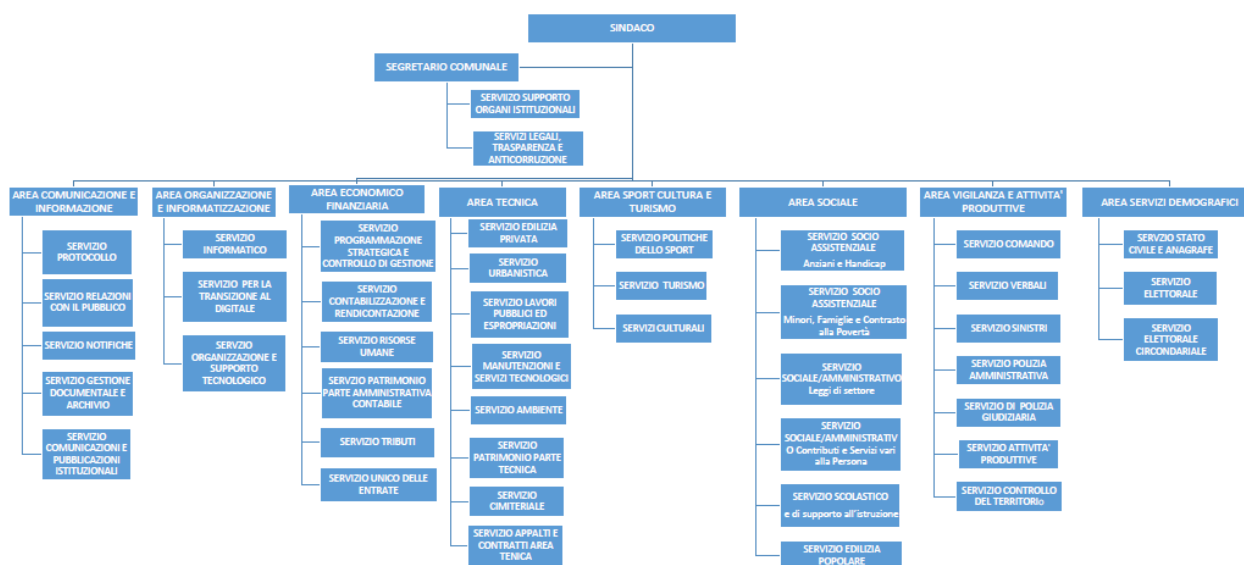 SINDACO
SEGRETARIO COMUNALE
SERVIIZO SUPPORTO
ORGANI ISTITUZIONALI
SERVIZI LEGALI,
TRASPARENZA E
ANTICORRUZIONE
AREA COMUNICAZIONE E
INFORMAZIONE
SERVIZIO
PROTOCOLLO
SERVIZIO RELAZIONI
CON IL PUBBLICO
SERVIZIO NOTIFICHE
SERVIZIO GESTIONE
DOCUMENTALE E
ARCHIVIO
SERVIZIO
COMUNICAZIONI E
PUBBLICAZIONI
ISTITUZIONALI
AREA ORGANIZZAZIONE
E INFORMATIZZAZIONE
SERVIZIO
INFORMATICO
SERVIZIO PER LA
TRANSIZIONE AL
DIGITALE
SERVZIO
ORGANIZZAZIONE E
SUPPORTO
TECNOLOGICO
AREA ECONOMICO
FINANZIARIA
SERVIZIO
PROGRAMMAZIONE
STRATEGICA E
CONTROLLO DI GESTIONE
SERVIZIO
CONTABILIZZAZIONE E
RENDICONTAZIONE
SERVIZIO RISORSE
UMANE
SERVZIO PATRIMONIO
PARTE AMMINISTRATIVA
CONTABILE
SERVIZIO TRIBUTI
SERVIZIO UNICO DELLE
ENTRATE
AREA TECNICA
SERVIZIO EDILIZIA
PRIVATA
SERVIZIO
URBANISTICA
SERVIZIO LAVORI
PUBBLICI ED
ESPROPRIAZIONI
SERVIZIO
MANUTENZIONI E
SERVIZI TECNOLOGICI
SERVIZIO AMBIENTE
SERVIZIO
PATRIMONIO PARTE
TECNICA
SERVIZIO
CIMITERIALE
SERVIZIO APPALTI E
CONTRATTI AREA
TENICA
AREA SPORT CULTURA E
TURISMO
SERVIZIO POLITICHE
DELLO SPORT
SERVIZIO TURISMO
SERVIZI CULTURALI
AREA SOCIALE
SERVIZIO SOCIO
ASSISTENZIALE
Anziani e Handicap
SERVIZIO SOCIO
ASSISTENZIALE
Minori, Famiglie e Contrasto
alla Povertà
SERVIZIO
SOCIALE/AMMINISTRATIVO
Leggi di settore
SERVIZIO
SOCIALE/AMMINISTRATIV
O Contributi e Servizi vari
alla Persona
SERVIZIO SCOLASTICO
e di supporto all'istruzione
SERVIZIO EDILIZIA
POPOLARE
AREA VIGILANZA E ATTIVITA'
PRODUTTIVE
SERVIZIO COMANDO
SERVIZIO VERBALI
SERVIZIO SINISTRI
SERVIZIO POLIZIA
AMMINISTRATIVA
SERVIZIO DI POLIZIA
GIUDIZIARIA
SERVIZIO ATTIVITA'
PRODUTTIVE
SERVIZIO CONTROLLO
DEL TERRITORIo
AREA SERVIZI DEMOGRAFICI
SERVIZIO STATO
CIVILE E ANAGRAFE
SERVIZIO
ELETTORALE
SERVIZIO
ELETTORALE
CIRCONDARIALE